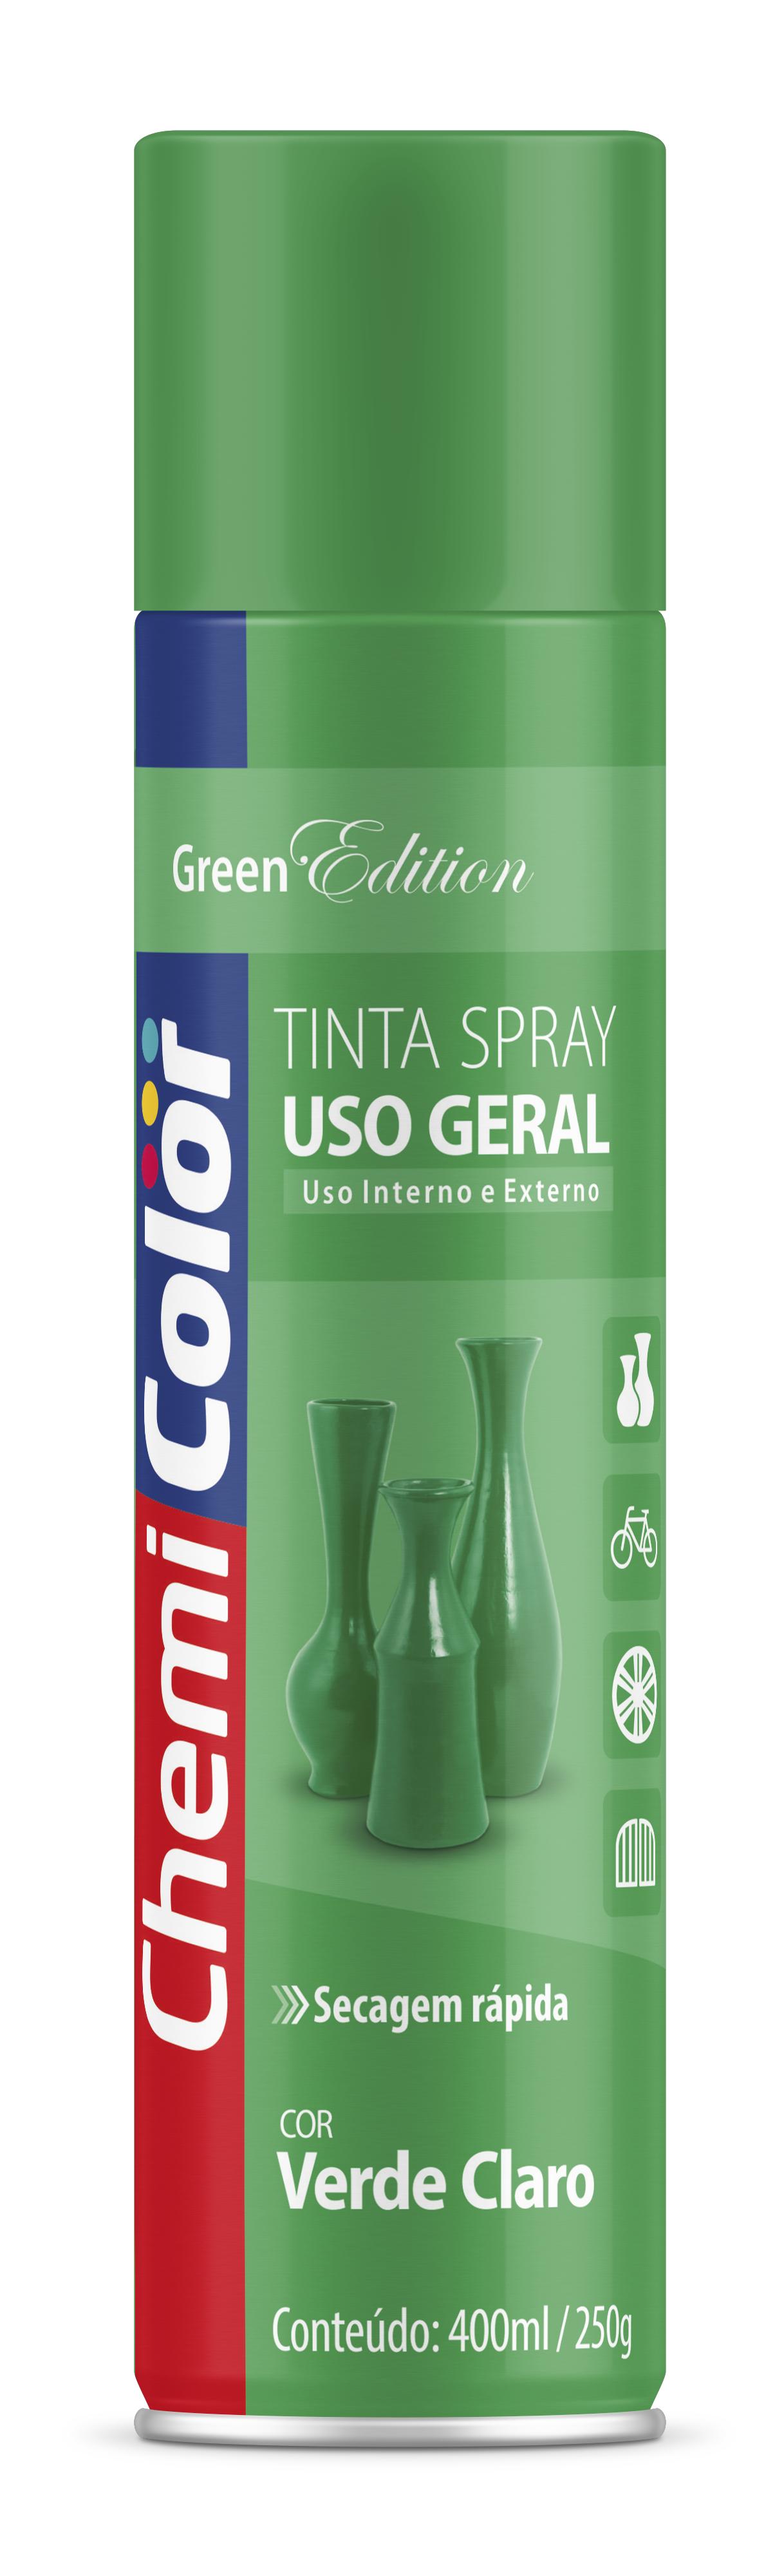 Green Edition
TINTA SPRAY
USO GERAL
Uso Interno e Externo
ChemiColor
Secagem rápida
COR
Verde Claro
Conteúdo: 400ml / 250g